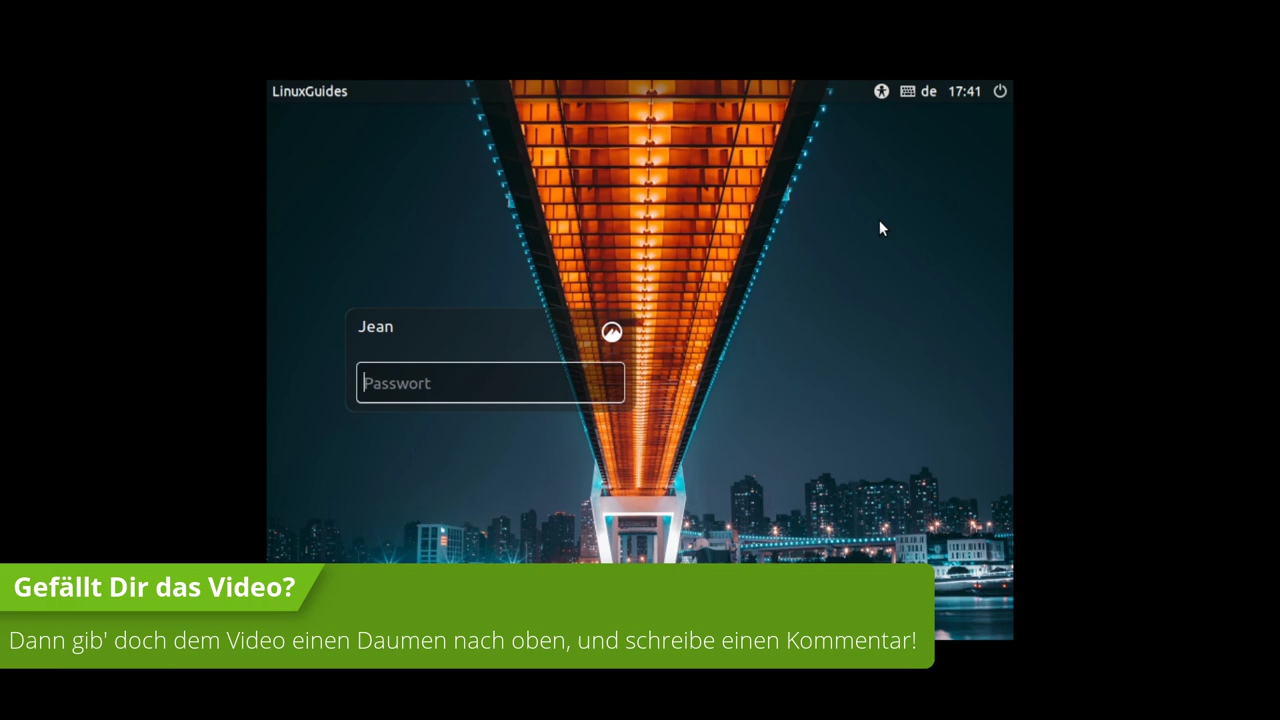 LinuxGuides
de 17:41
Jean
Passwort
Gefällt Dir das Video?
Dann gib' doch dem Video einen Daumen nach oben, und schreibe einen Kommentar!